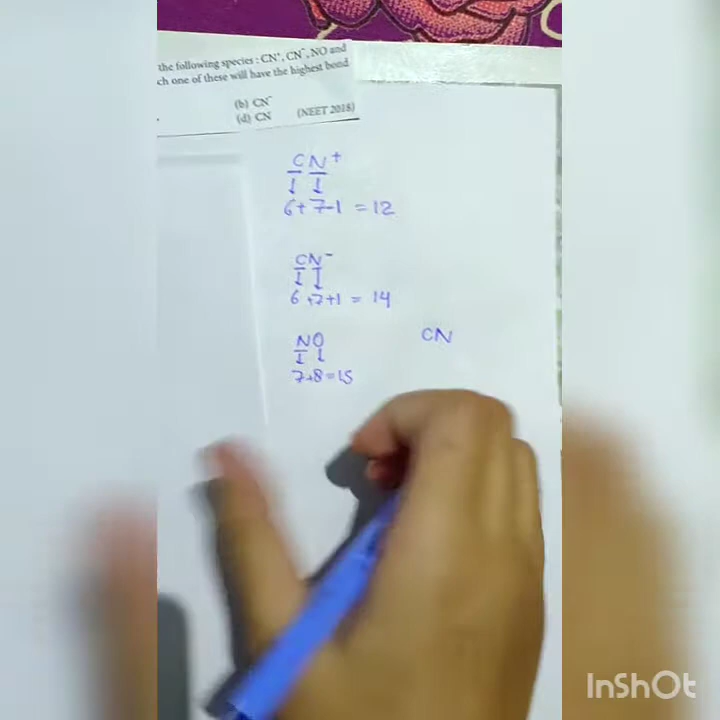 the following species : CN⁺, CN⁻, NO and
ch one of these will have the highest bond
(b) CN⁻
(d) CN (NEET 2018)
CN⁺
6+7-1 = 12
CN⁻
6+7+1 = 14
NO
7+8=15
CN
InShOt